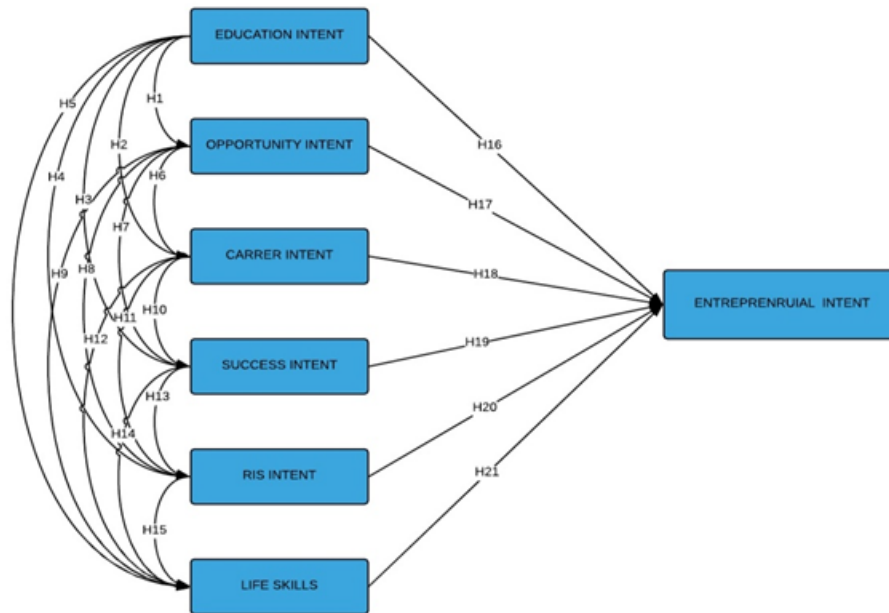 EDUCATION INTENT
H5
H1
H2
H16
OPPORTUNITY INTENT
H4
H6
H3
H17
H7
CARRER INTENT
H9
H8
H18
ENTREPRENRUIAL INTENT
H10
H11
H12
H19
SUCCESS INTENT
H13
H20
H14
RIS INTENT
H21
H15
LIFE SKILLS